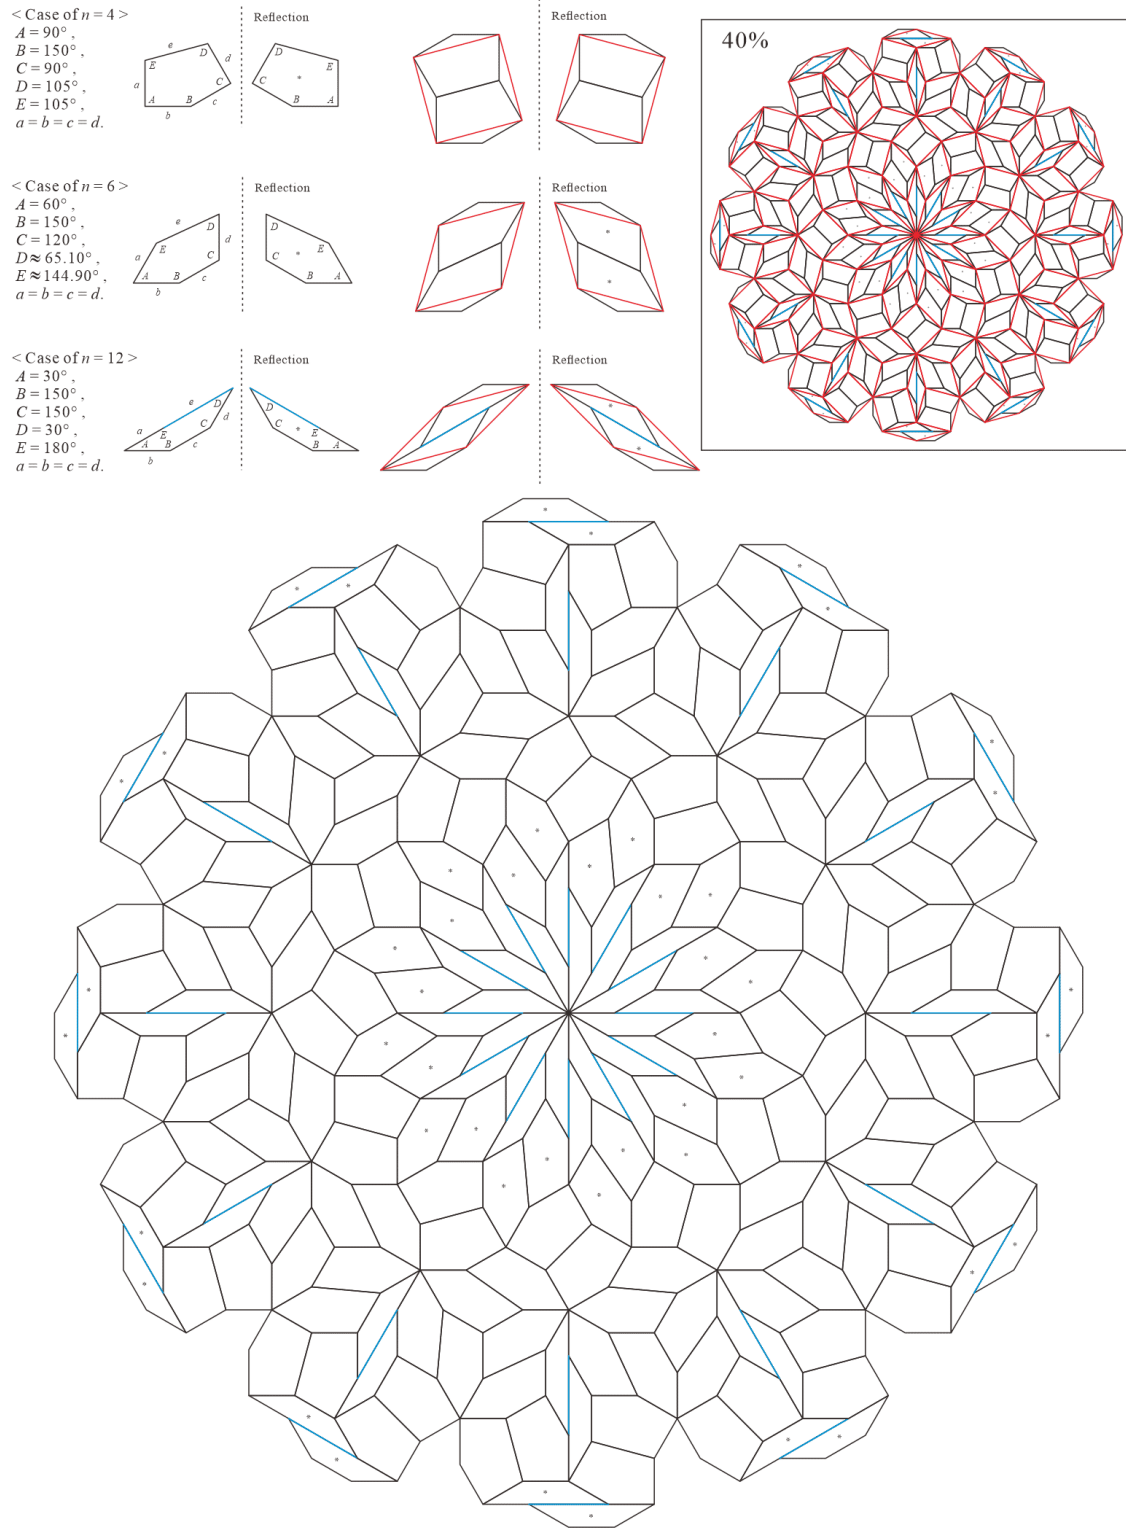 < Case of n = 4 >
A = 90° ,
B = 150° ,
C = 90° ,
D = 105° ,
E = 105° ,
a = b = c = d.
e
E
D
d
a
C
A
B
c
b
Reflection
D
E
C
*
B
A
Reflection
40%
< Case of n = 6 >
A = 60° ,
B = 150° ,
C = 120° ,
D ≈ 65.10° ,
E ≈ 144.90° ,
a = b = c = d.
e
D
d
a
E
C
A
B
c
b
Reflection
D
E
C
*
B
A
Reflection
*
*
< Case of n = 12 >
A = 30° ,
B = 150° ,
C = 150° ,
D = 30° ,
E = 180° ,
a = b = c = d.
e
D
d
a
E
C
A
B
c
b
Reflection
D
C
*
E
B
A
Reflection
*
*